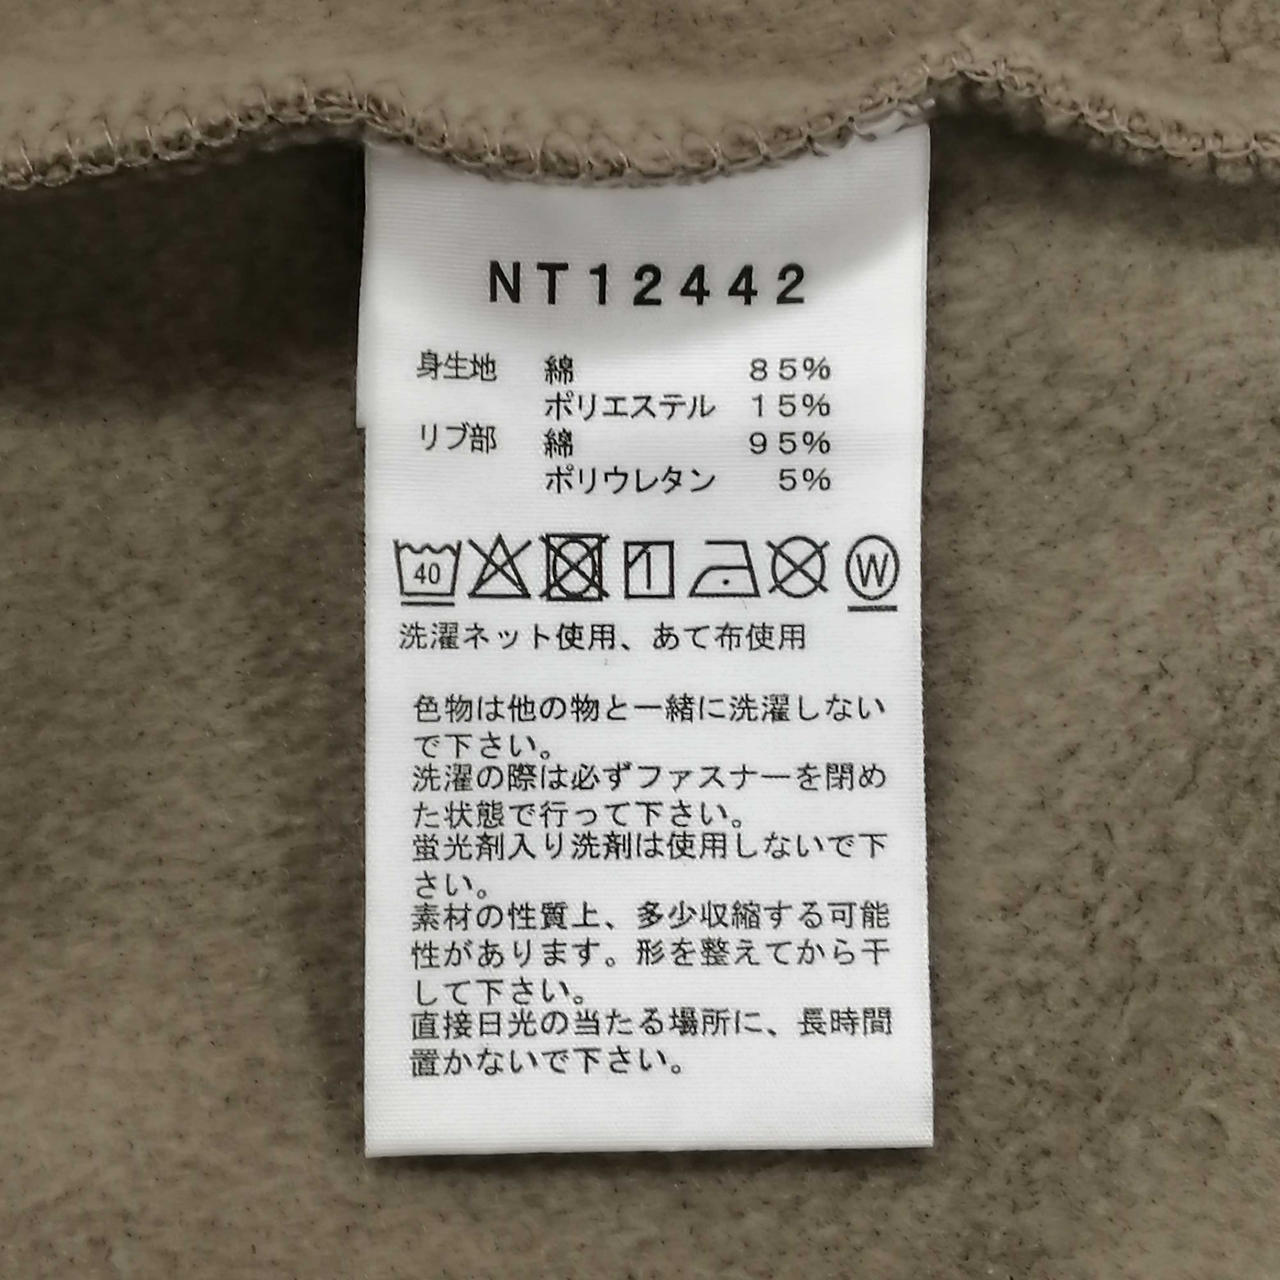 NT12442
身生地 綿 85%
ポリエステル 15%
リブ部 綿 95%
ポリウレタン 5%
40 W
洗濯ネット使用、あて布使用
色物は他の物と一緒に洗濯しない
で下さい。
洗濯の際は必ずファスナーを閉め
た状態で行って下さい。
蛍光剤入り洗剤は使用しないで下
さい。
素材の性質上、多少収縮する可能
性があります。形を整えてから干
して下さい。
直接日光の当たる場所に、長時間
置かないで下さい。